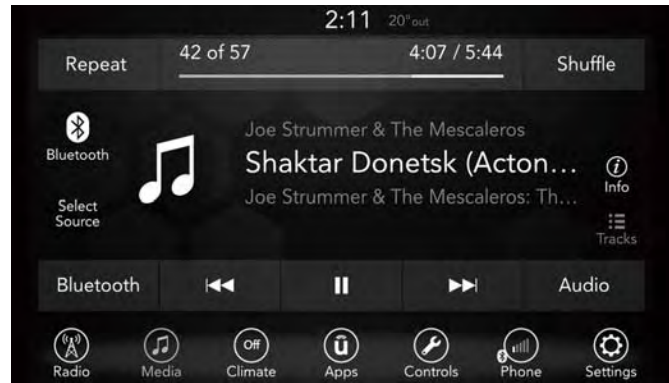 2:11 20° out
Repeat 42 of 57 4:07 / 5:44 Shuffle
Bluetooth
Joe Strummer & The Mescaleros
Shaktar Donetsk (Acton...
Joe Strummer & The Mescaleros: Th...
Info
Select
Source
Tracks
Bluetooth Audio
Off
ū
Radio Media Climate Apps Controls Phone Settings